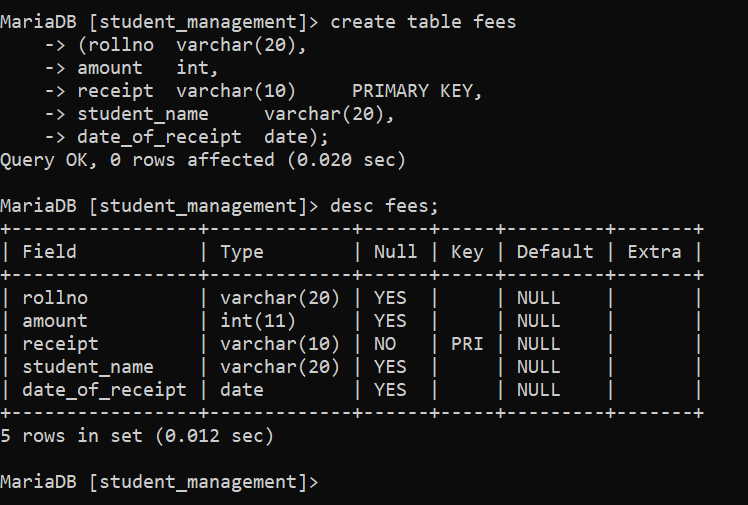 MariaDB [student_management]> create table fees
    -> (rollno  varchar(20),
    -> amount   int,
    -> receipt  varchar(10)     PRIMARY KEY,
    -> student_name     varchar(20),
    -> date_of_receipt  date);
Query OK, 0 rows affected (0.020 sec)

MariaDB [student_management]> desc fees;
+-----------------+-------------+------+-----+---------+-------+
| Field           | Type        | Null | Key | Default | Extra |
+-----------------+-------------+------+-----+---------+-------+
| rollno          | varchar(20) | YES  |     | NULL    |       |
| amount          | int(11)     | YES  |     | NULL    |       |
| receipt         | varchar(10) | NO   | PRI | NULL    |       |
| student_name    | varchar(20) | YES  |     | NULL    |       |
| date_of_receipt | date        | YES  |     | NULL    |       |
+-----------------+-------------+------+-----+---------+-------+
5 rows in set (0.012 sec)

MariaDB [student_management]>